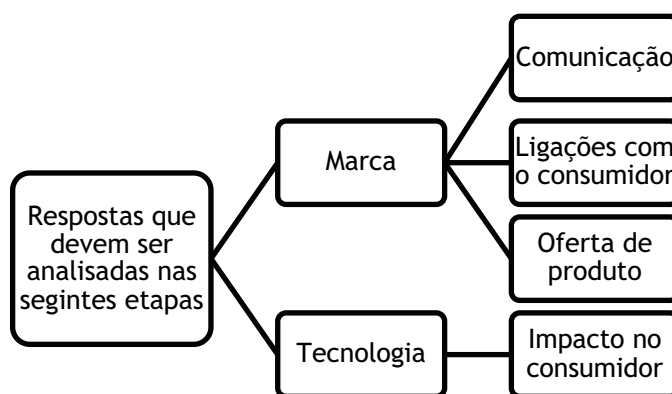 Respostas que
devem ser
analisadas nas
segintes etapas
Marca
Comunicação
Ligações com
o consumidor
Oferta de
produto
Tecnologia
Impacto no
consumidor